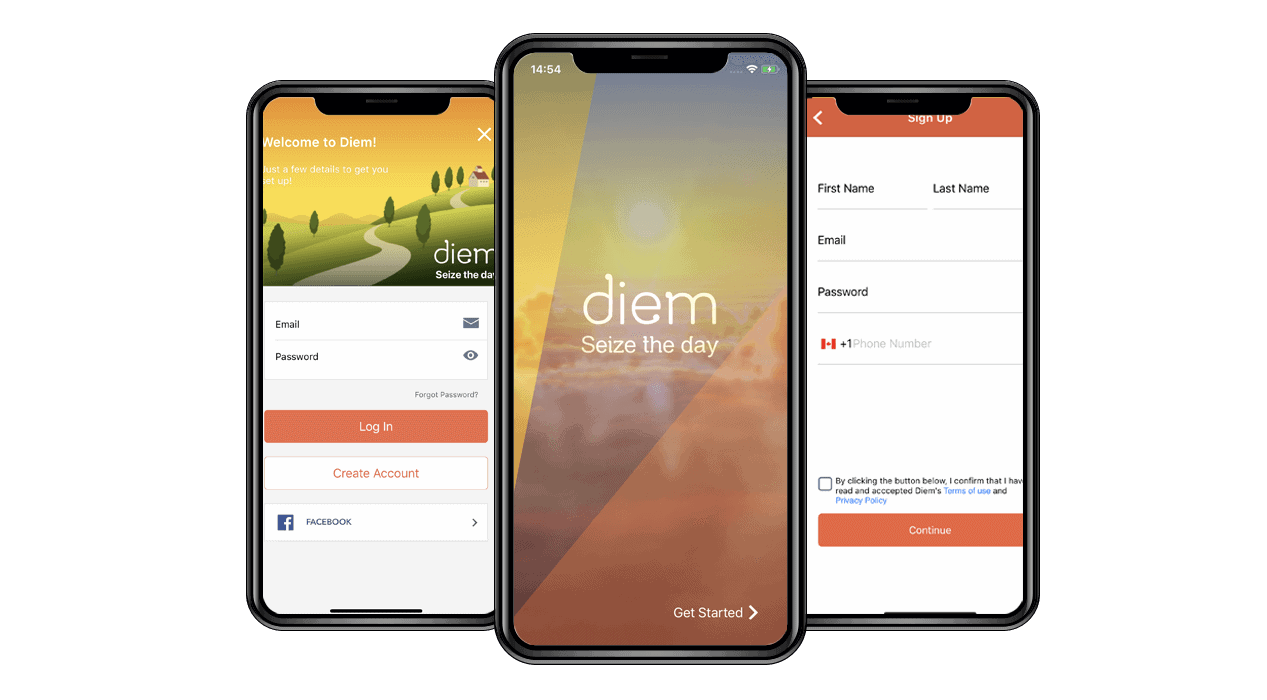 Welcome to Diem!
Just a few details to get you
set up!
diem
Seize the day
Email
Password
Forgot Password?
Log In
Create Account
FACEBOOK
14:54
diem
Seize the day
Get Started
Sign Up
First Name Last Name
Email
Password
+1 Phone Number
By clicking the button below, I confirm that I have
read and acccepted Diem's Terms of use and
Privacy Policy
Continue